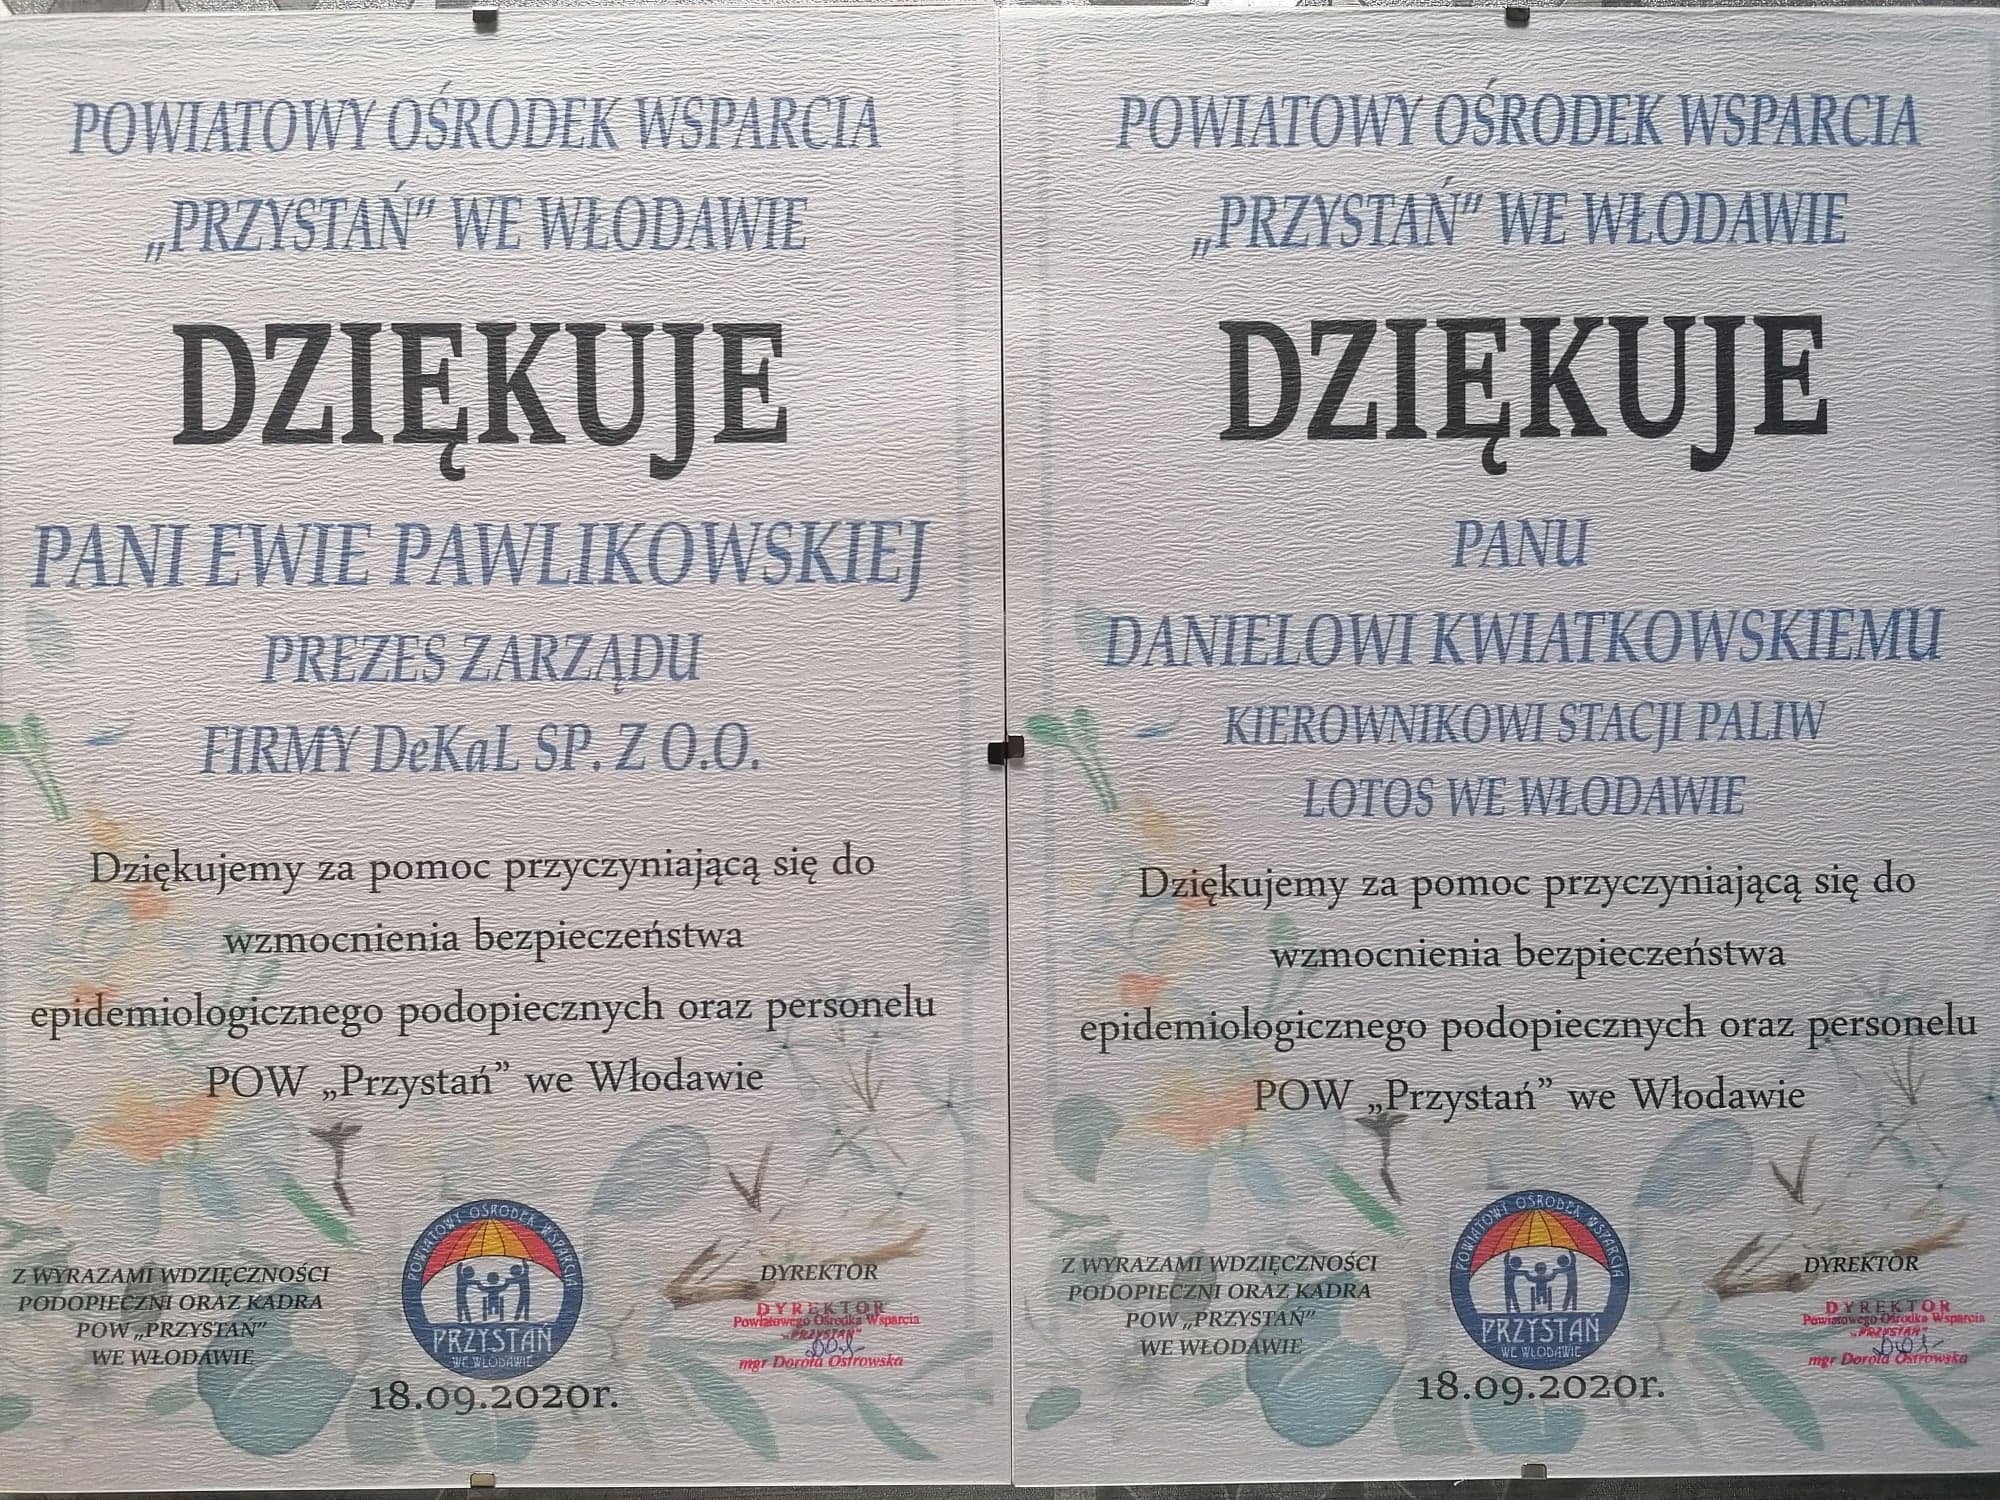 POWIATOWY OŚRODEK WSPARCIA
„PRZYSTAŃ" WE WŁODAWIE
DZIĘKUJE
PANI EWIE PAWLIKOWSKIEJ
PREZES ZARZĄDU
FIRMY DeKaL SP. Z O.O.
Dziękujemy za pomoc przyczyniającą się do
wzmocnienia bezpieczeństwa
epidemiologicznego podopiecznych oraz personelu
POW „Przystań” we Włodawie
Z WYRAZAMI WDZIĘCZNOŚCI
PODOPIECZNI ORAZ KADRA
POW „PRZYSTAŃ"
WE WŁODAWIE
POWIATOWY OŚRODEK WSPARCIA
PRZYSTAŃ
WE WŁODAWIE
18.09.2020r.
DYREKTOR
DYREKTOR
Powiatowego Ośrodka Wsparcia
„PRZYSTAŃ"
mgr Dorota Ostrowska
POWIATOWY OŚRODEK WSPARCIA
„PRZYSTAŃ" WE WŁODAWIE
DZIĘKUJE
PANU
DANIELOWI KWIATKOWSKIEMU
KIEROWNIKOWI STACJI PALIW
LOTOS WE WŁODAWIE
Dziękujemy za pomoc przyczyniającą się do
wzmocnienia bezpieczeństwa
epidemiologicznego podopiecznych oraz personelu
POW „Przystań” we Włodawie
Z WYRAZAMI WDZIĘCZNOŚCI
PODOPIECZNI ORAZ KADRA
POW „PRZYSTAŃ"
WE WŁODAWIE
POWIATOWY OŚRODEK WSPARCIA
PRZYSTAŃ
WE WŁODAWIE
18.09.2020r.
DYREKTOR
DYREKTOR
Powiatowego Ośrodka Wsparcia
„PRZYSTAŃ"
mgr Dorota Ostrowska